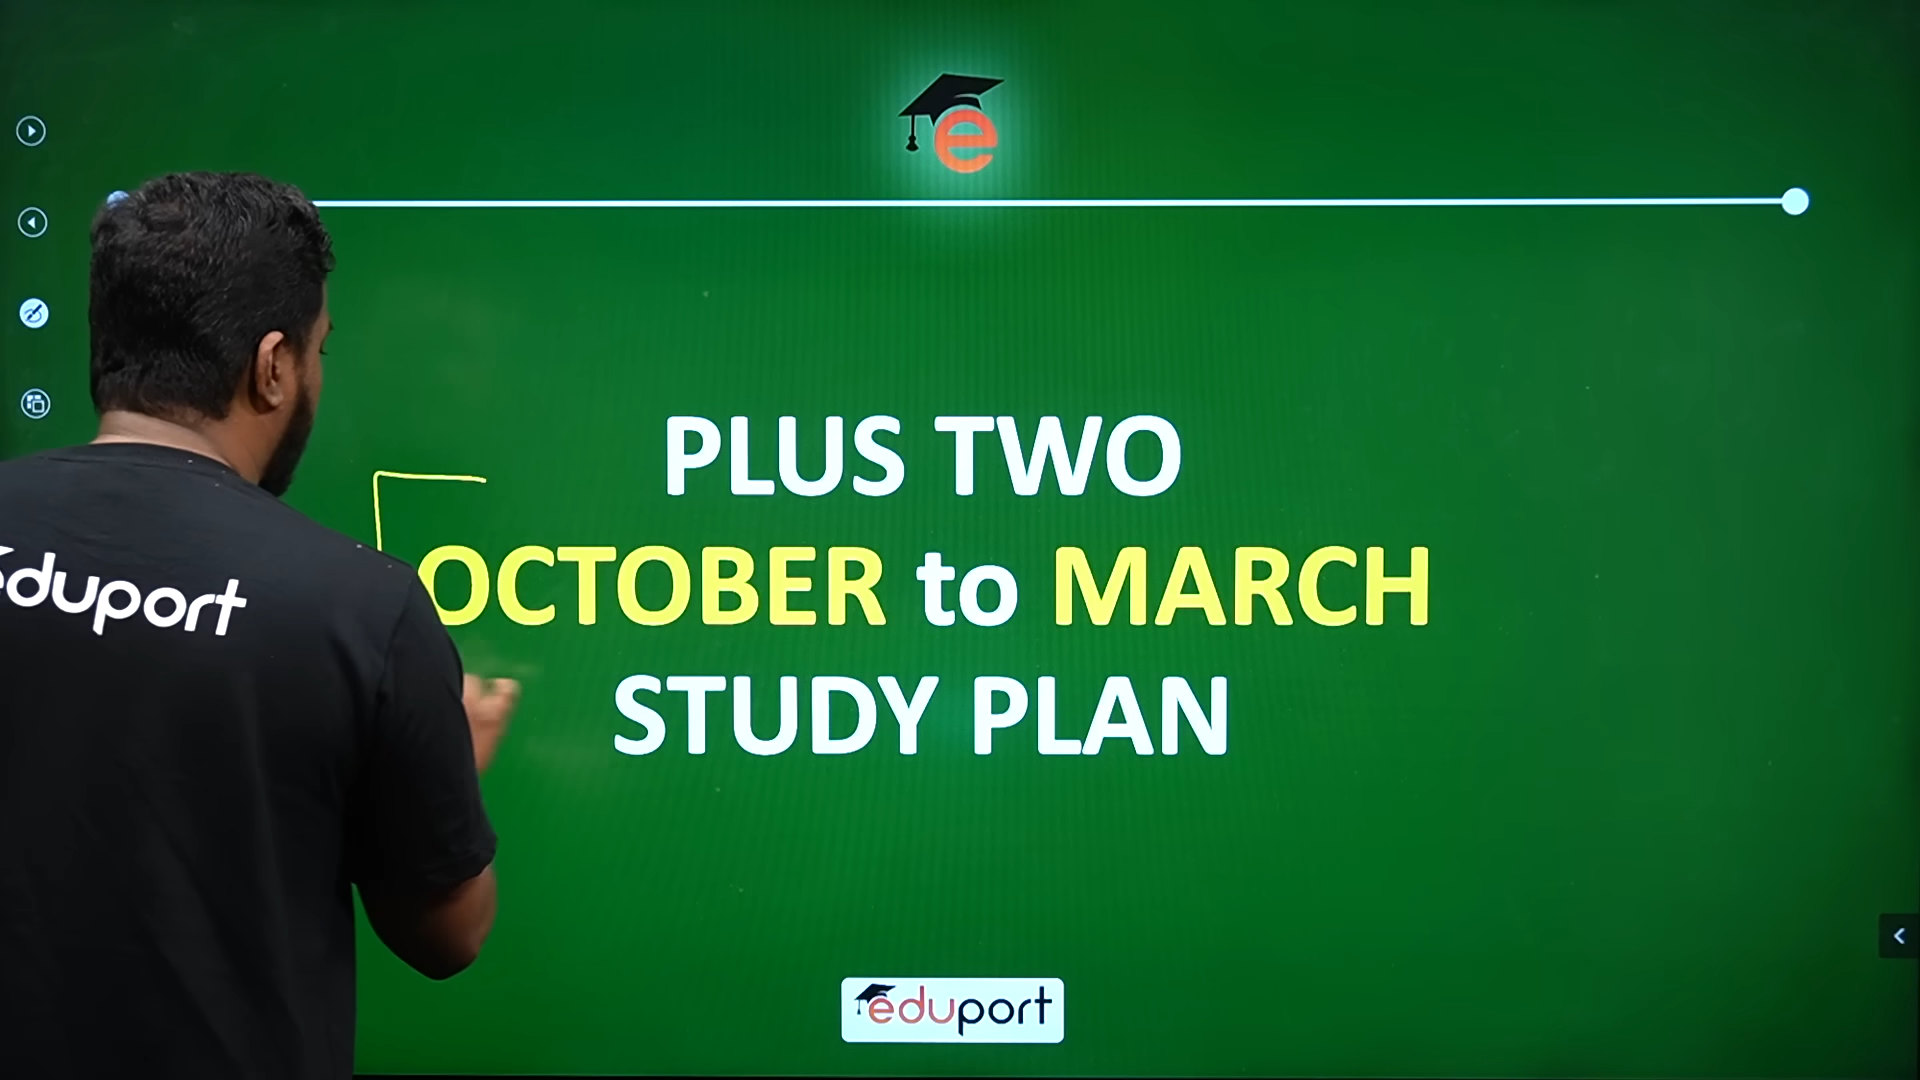 e
PLUS TWO
OCTOBER to MARCH
STUDY PLAN
eduport
eduport